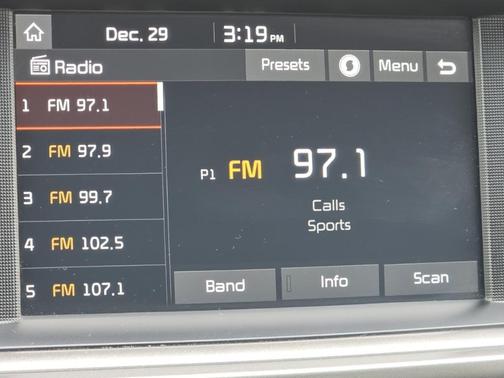 Dec. 29 3:19 PM
Radio Presets Menu
1 FM 97.1
2 FM 97.9
3 FM 99.7
4 FM 102.5
5 FM 107.1
P1 FM 97.1
Calls
Sports
Band Info Scan